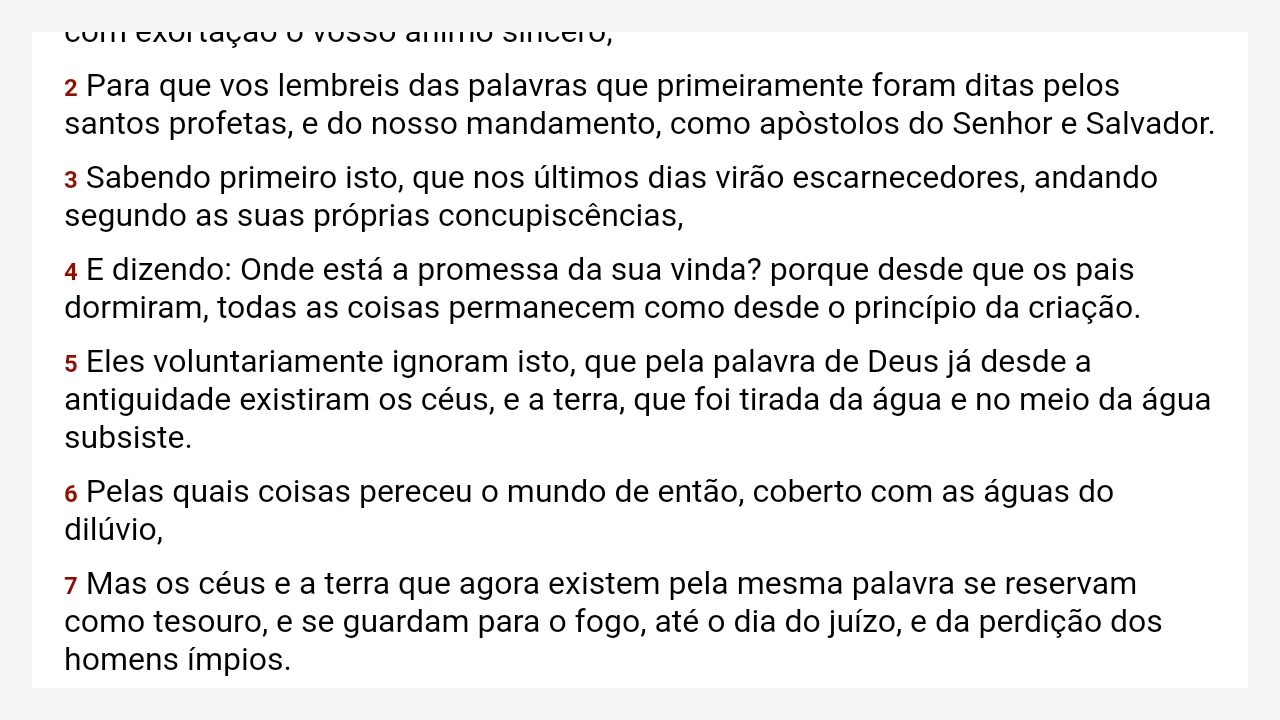 com exortação o vosso ânimo sincero;
2 Para que vos lembreis das palavras que primeiramente foram ditas pelos
santos profetas, e do nosso mandamento, como apòstolos do Senhor e Salvador.
3 Sabendo primeiro isto, que nos últimos dias virão escarnecedores, andando
segundo as suas próprias concupiscências,
4 E dizendo: Onde está a promessa da sua vinda? porque desde que os pais
dormiram, todas as coisas permanecem como desde o princípio da criação.
5 Eles voluntariamente ignoram isto, que pela palavra de Deus já desde a
antiguidade existiram os céus, e a terra, que foi tirada da água e no meio da água
subsiste.
6 Pelas quais coisas pereceu o mundo de então, coberto com as águas do
dilúvio,
7 Mas os céus e a terra que agora existem pela mesma palavra se reservam
como tesouro, e se guardam para o fogo, até o dia do juízo, e da perdição dos
homens ímpios.